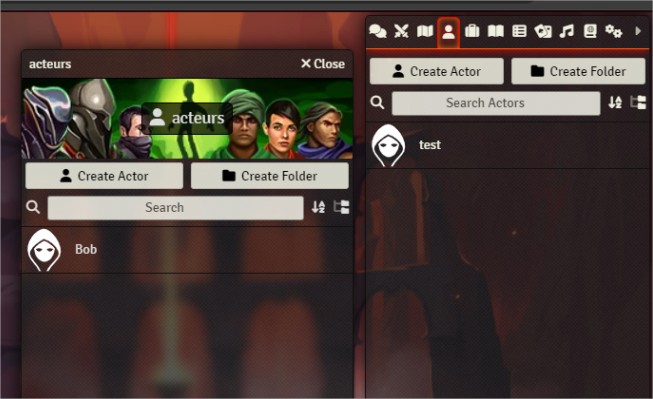 acteurs
Close
acteurs
Create Actor
Create Folder
Search
Bob
Create Actor
Create Folder
Search Actors
test